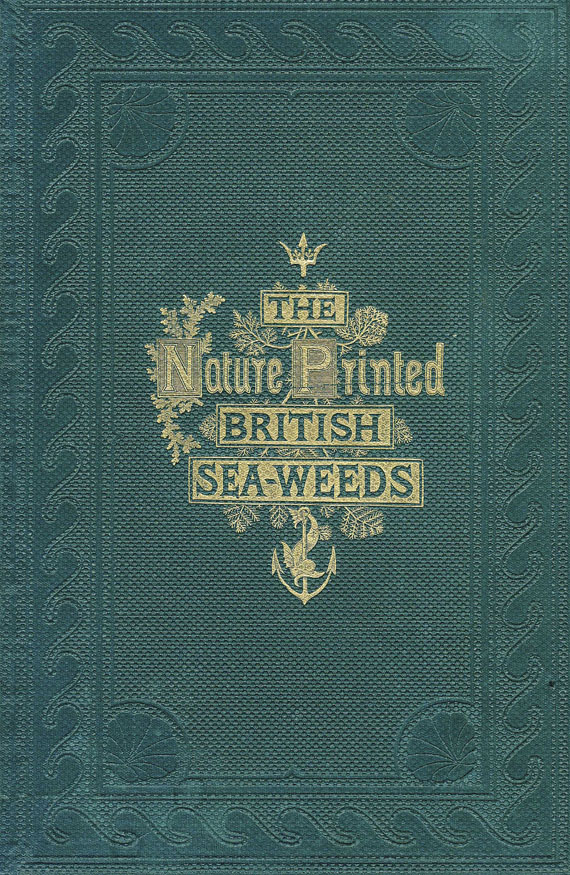 THE
Nature Printed
BRITISH
SEA-WEEDS